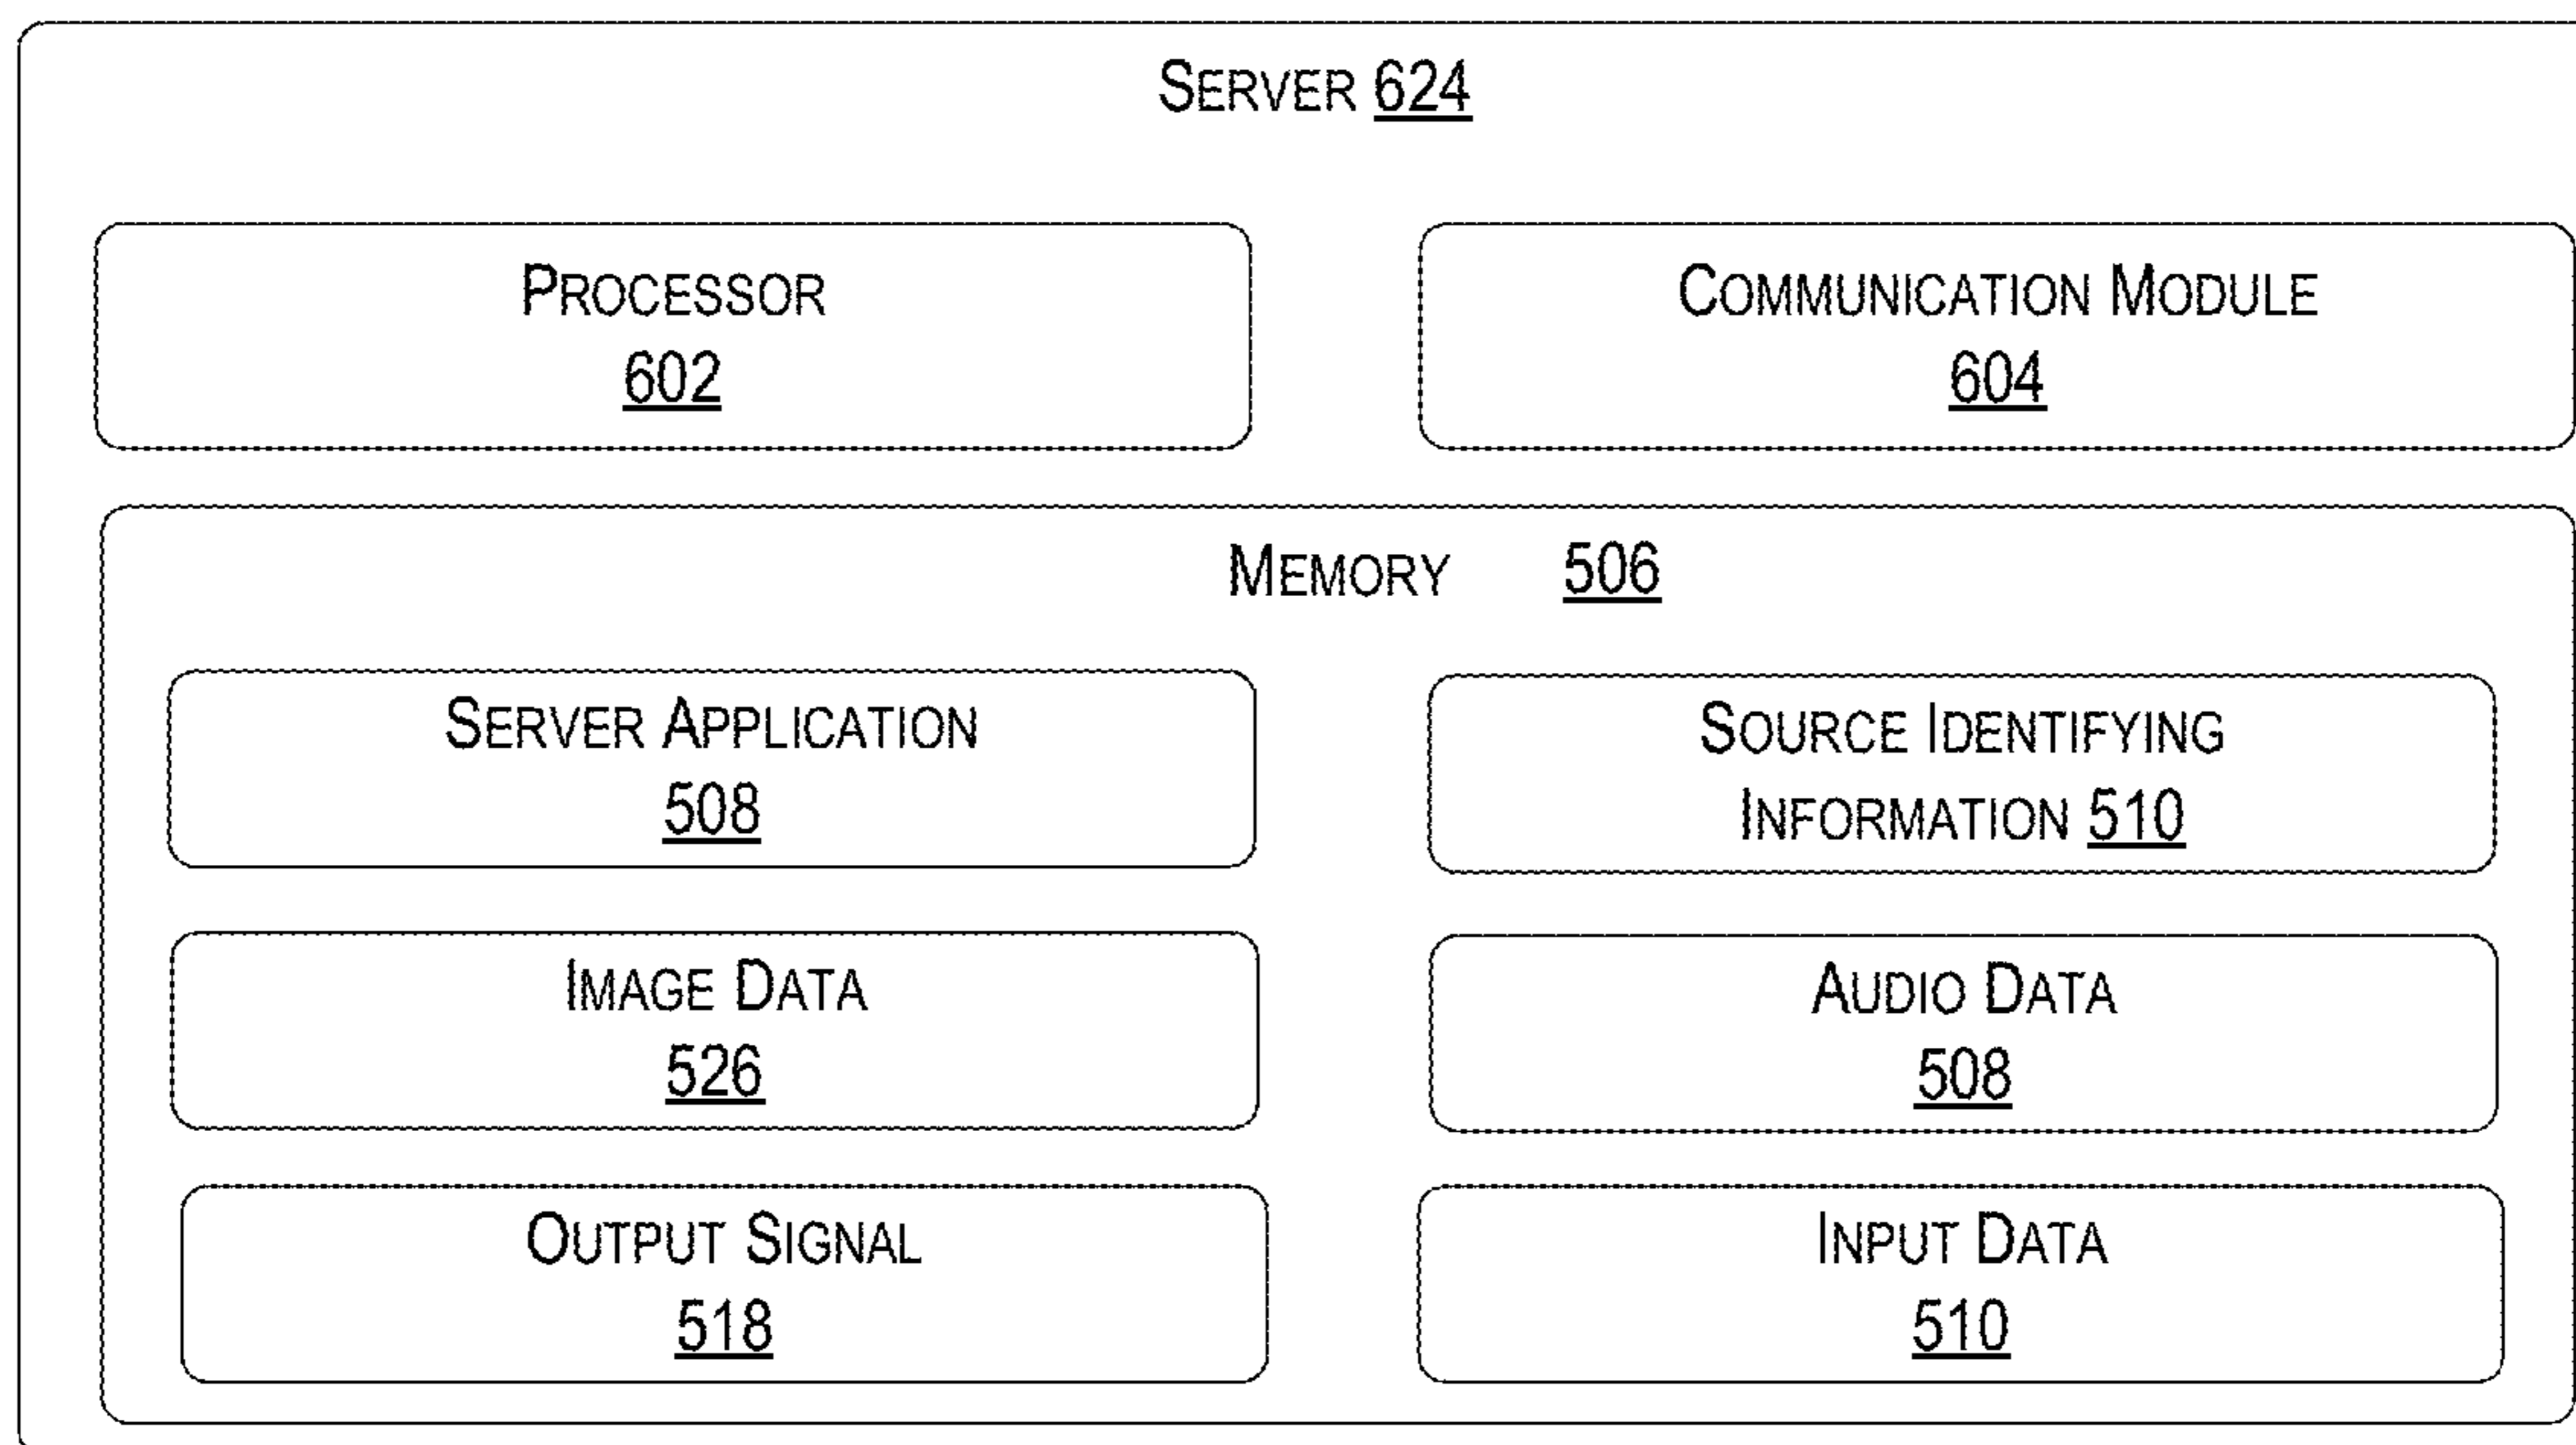 SERVER 624
PROCESSOR
602
COMMUNICATION MODULE
604
MEMORY 506
SERVER APPLICATION
508
SOURCE IDENTIFYING
INFORMATION 510
IMAGE DATA
526
AUDIO DATA
508
OUTPUT SIGNAL
518
INPUT DATA
510